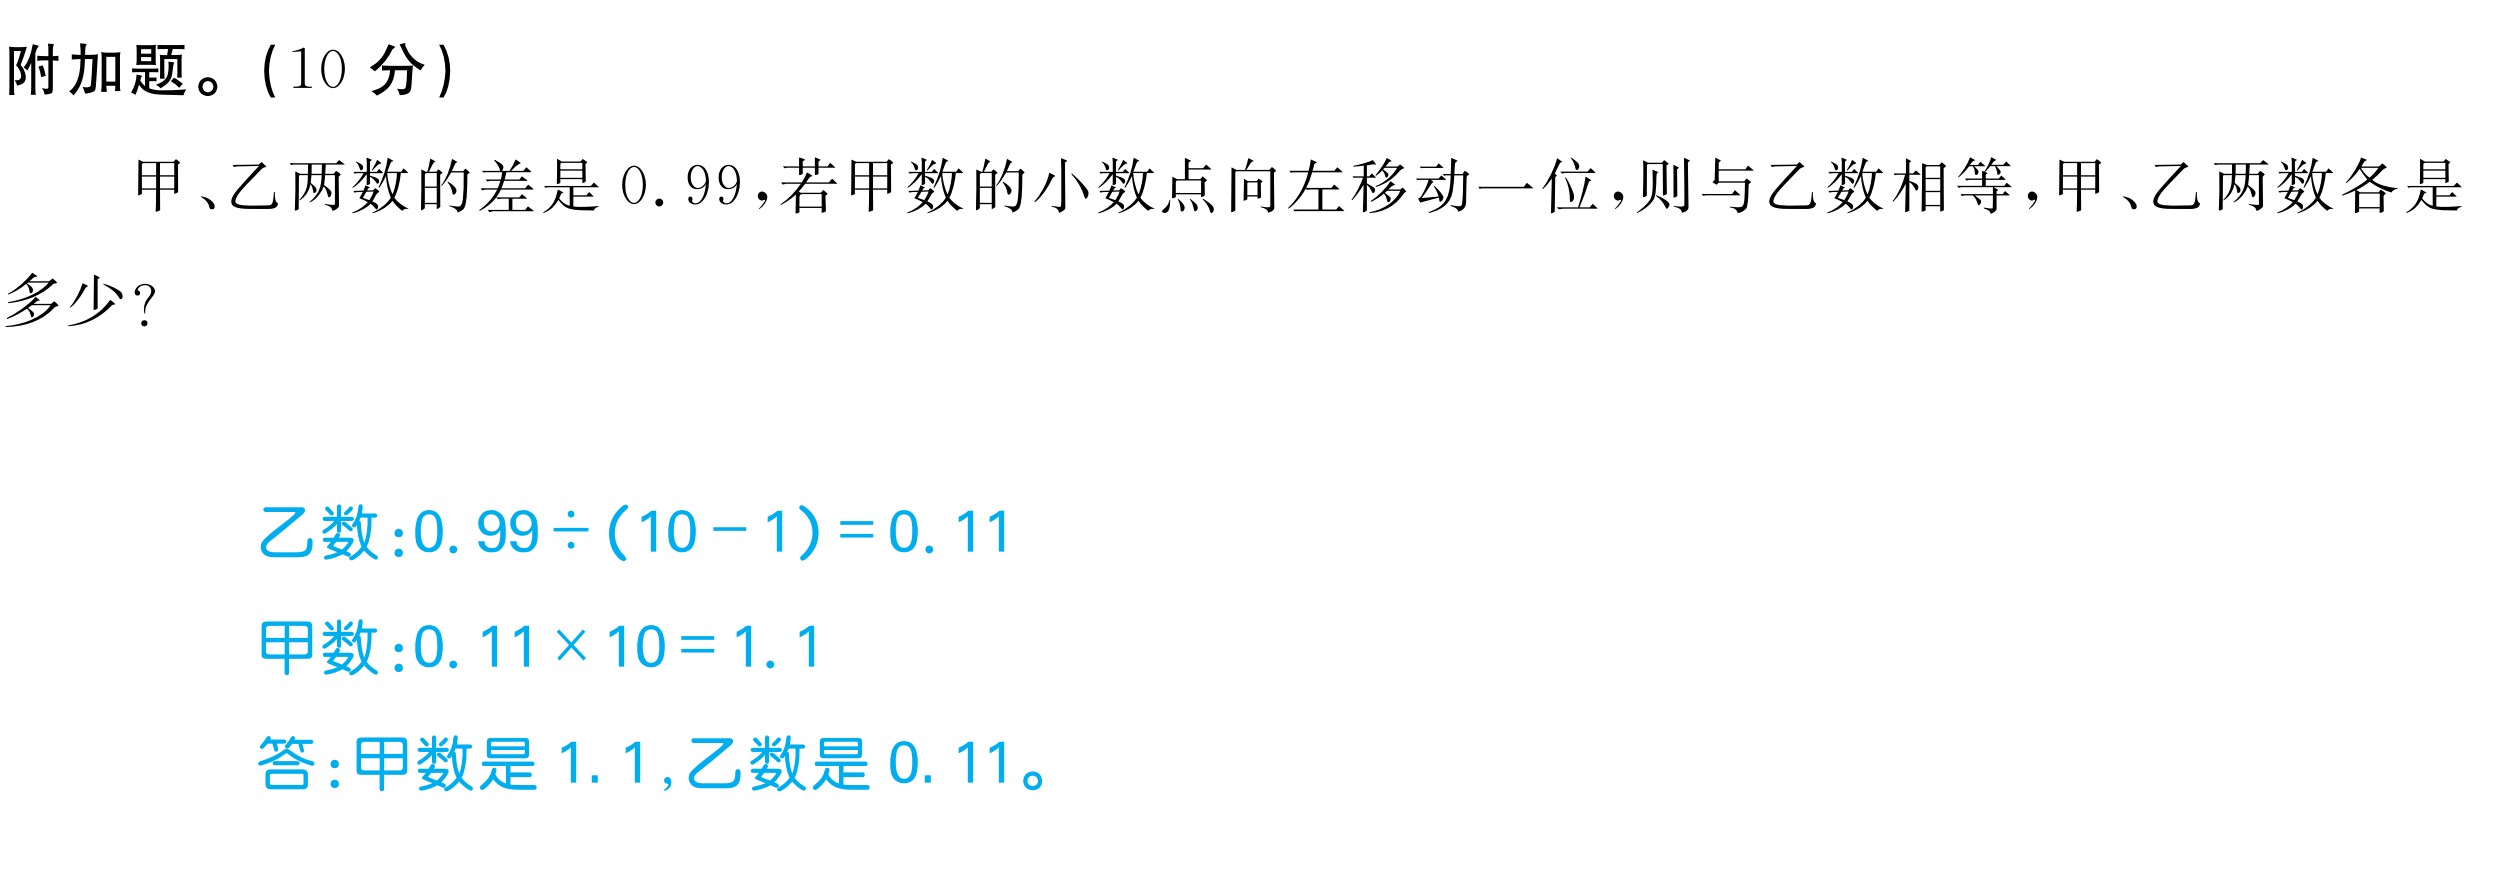 附加题。(10 分)
甲、乙两数的差是 0.99,若甲数的小数点向左移动一位,则与乙数相等,甲、乙两数各是
多少?
乙数:0.99÷(10-1)=0.11
甲数:0.11×10=1.1
答:甲数是 1.1,乙数是 0.11。